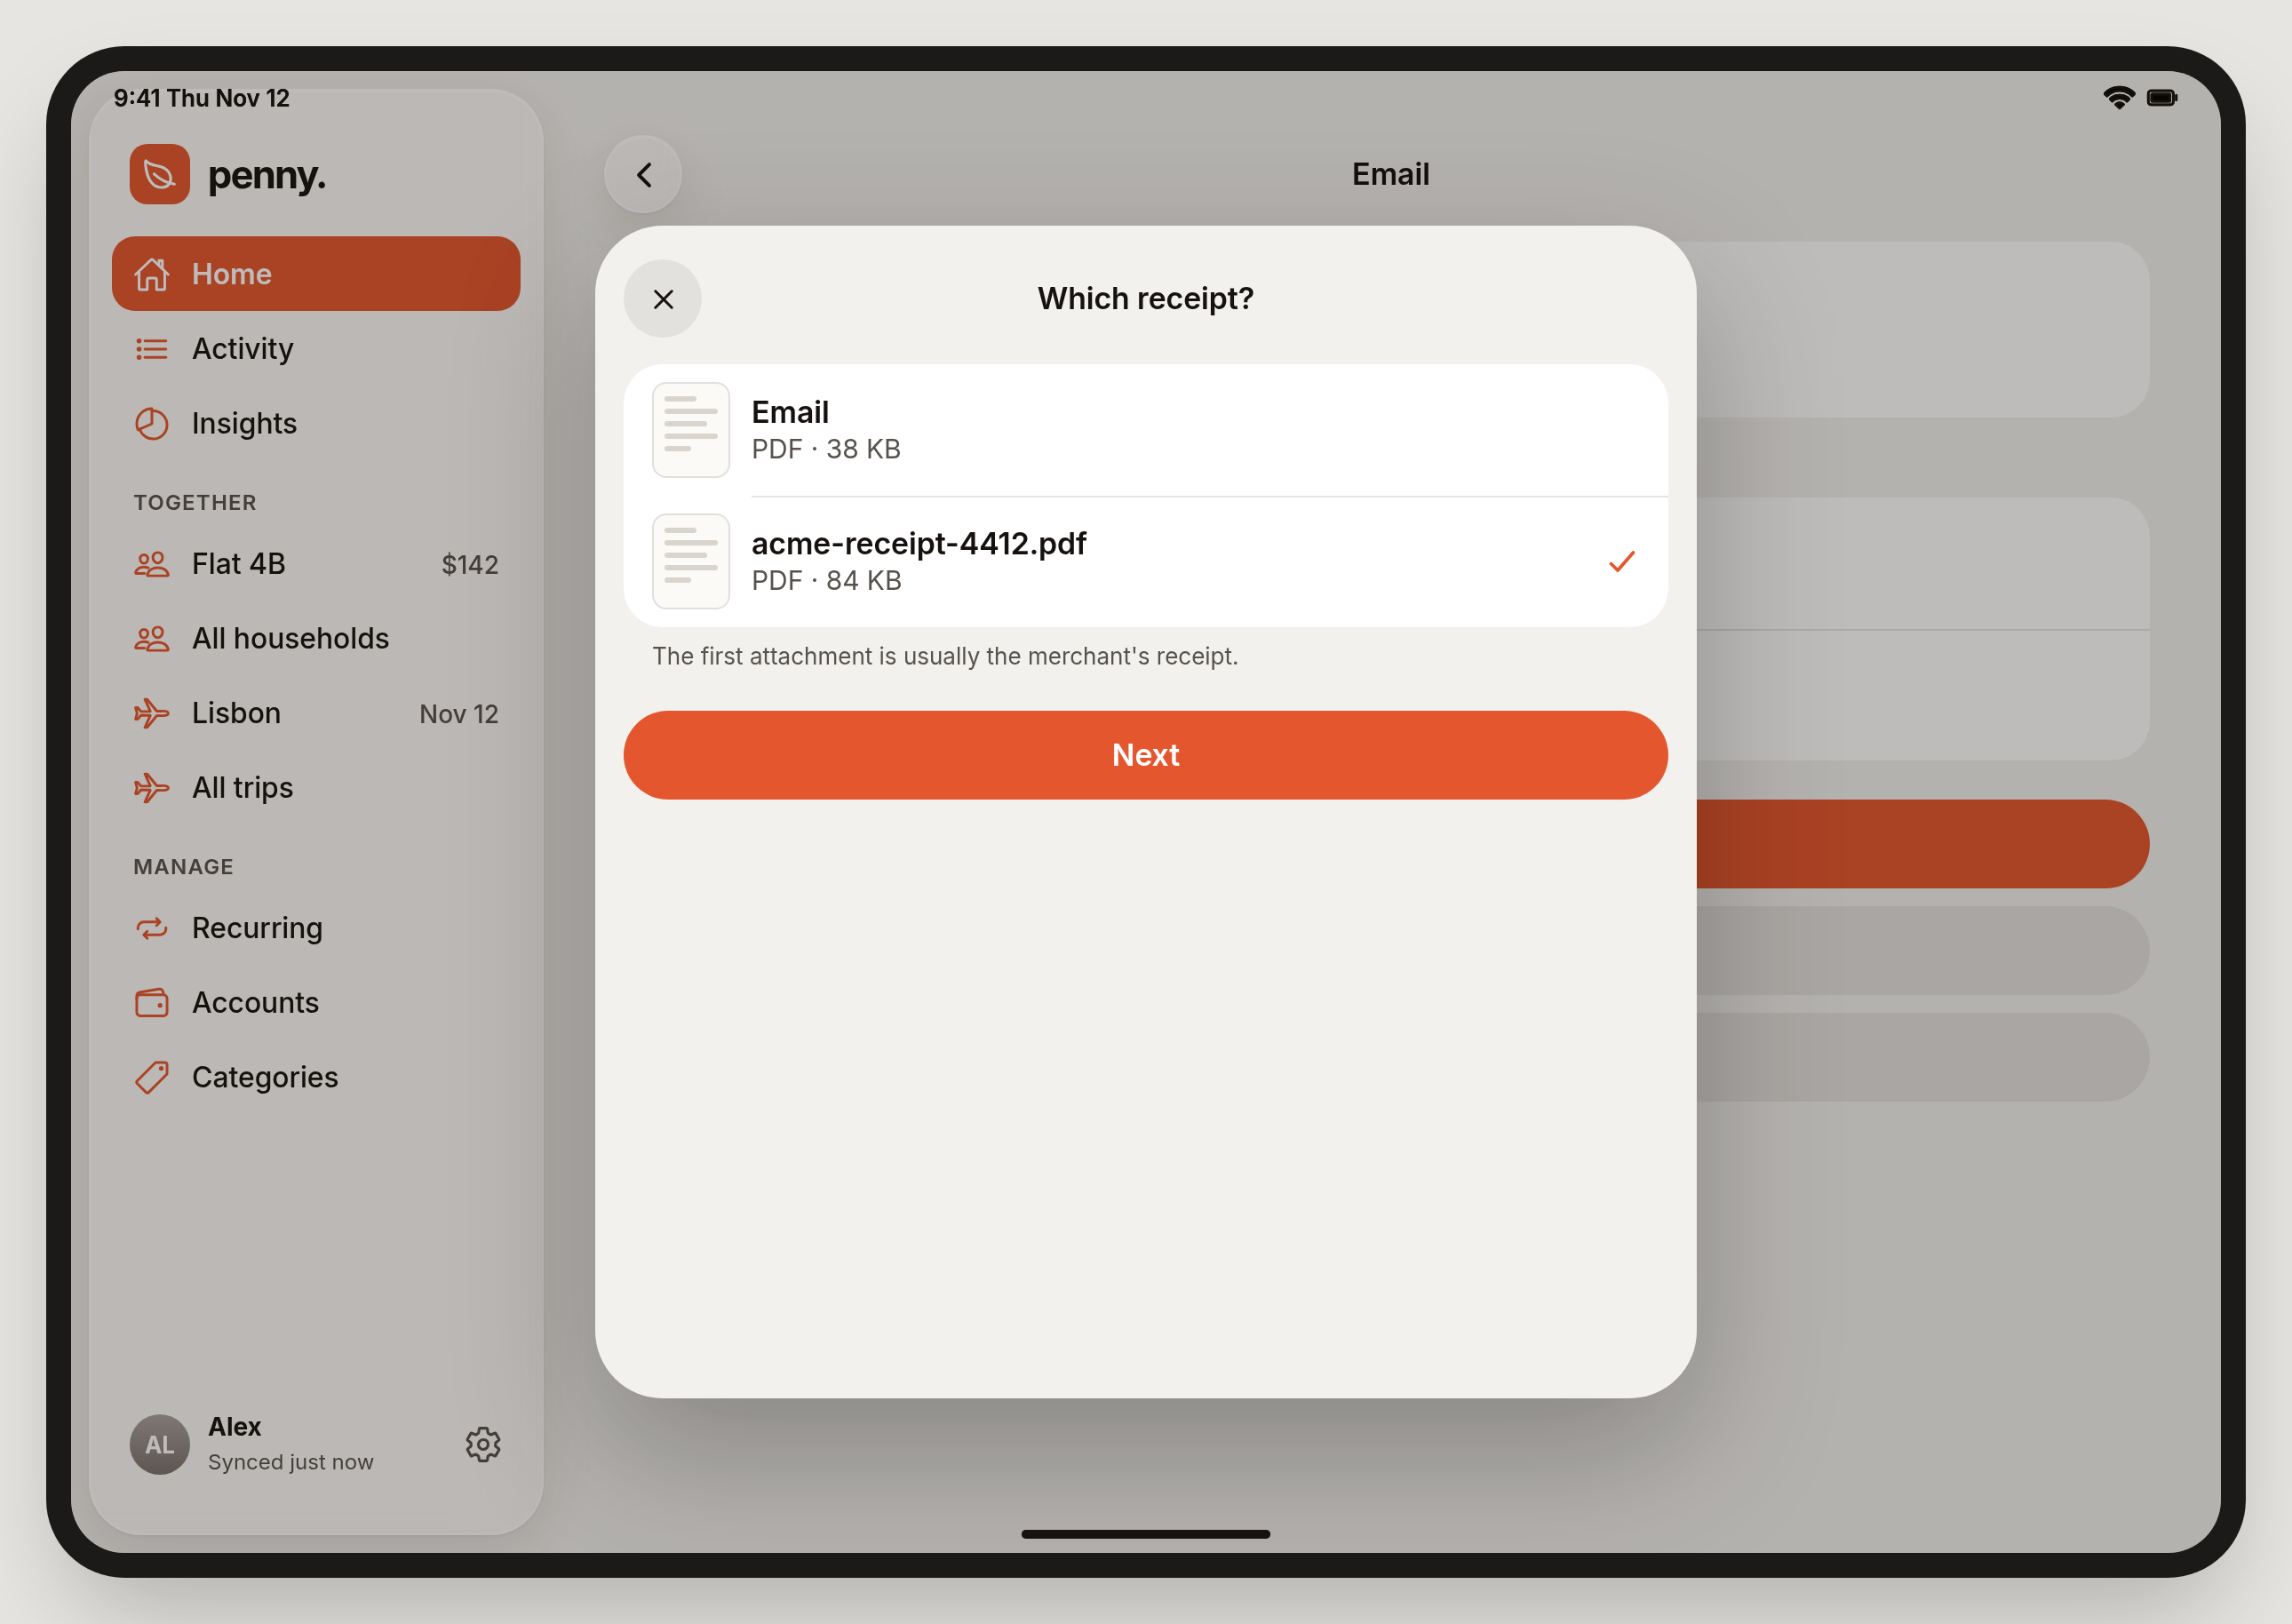 9:41 Thu Nov 12
penny.
Home
Activity
Insights
TOGETHER
Flat 4B $142
All households
Lisbon Nov 12
All trips
MANAGE
Recurring
Accounts
Categories
AL
Alex
Synced just now
Email
Which receipt?
Email
PDF · 38 KB
acme-receipt-4412.pdf
PDF · 84 KB
The first attachment is usually the merchant's receipt.
Next